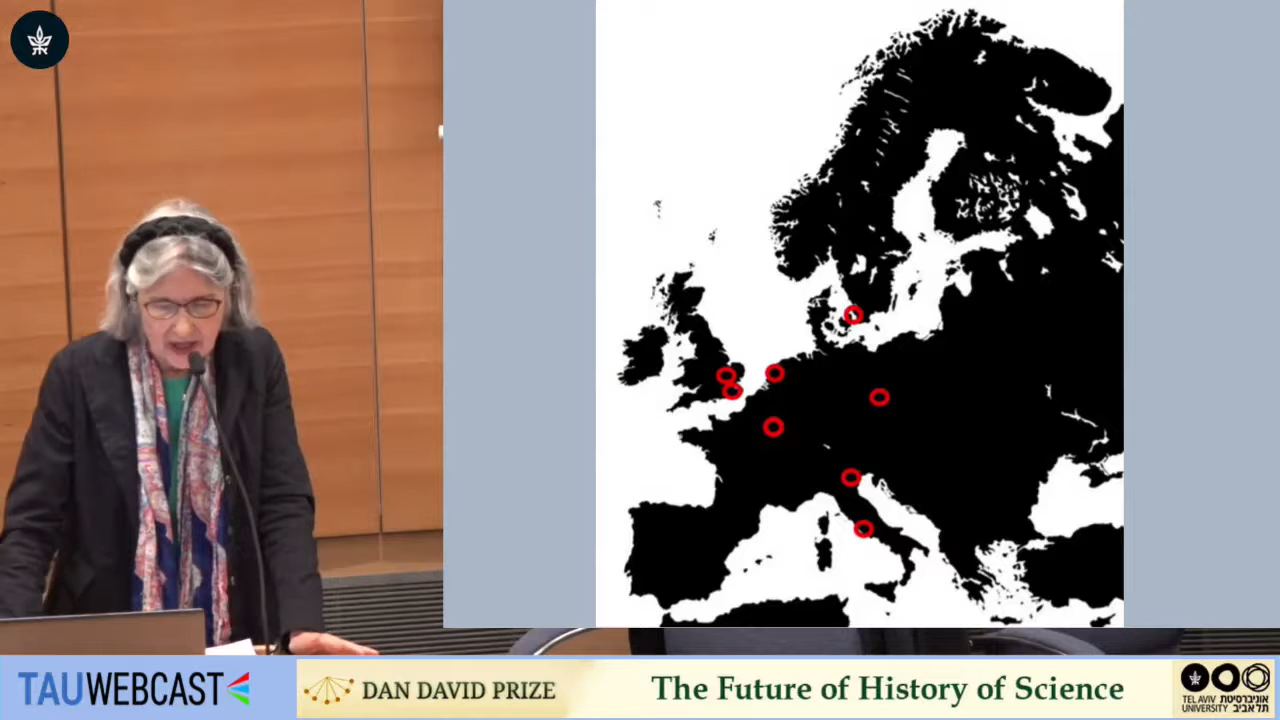 TAUWEBCAST
DAN DAVID PRIZE
The Future of History of Science
TEL AVIV אוניברסיטת
UNIVERSITY תל אביב